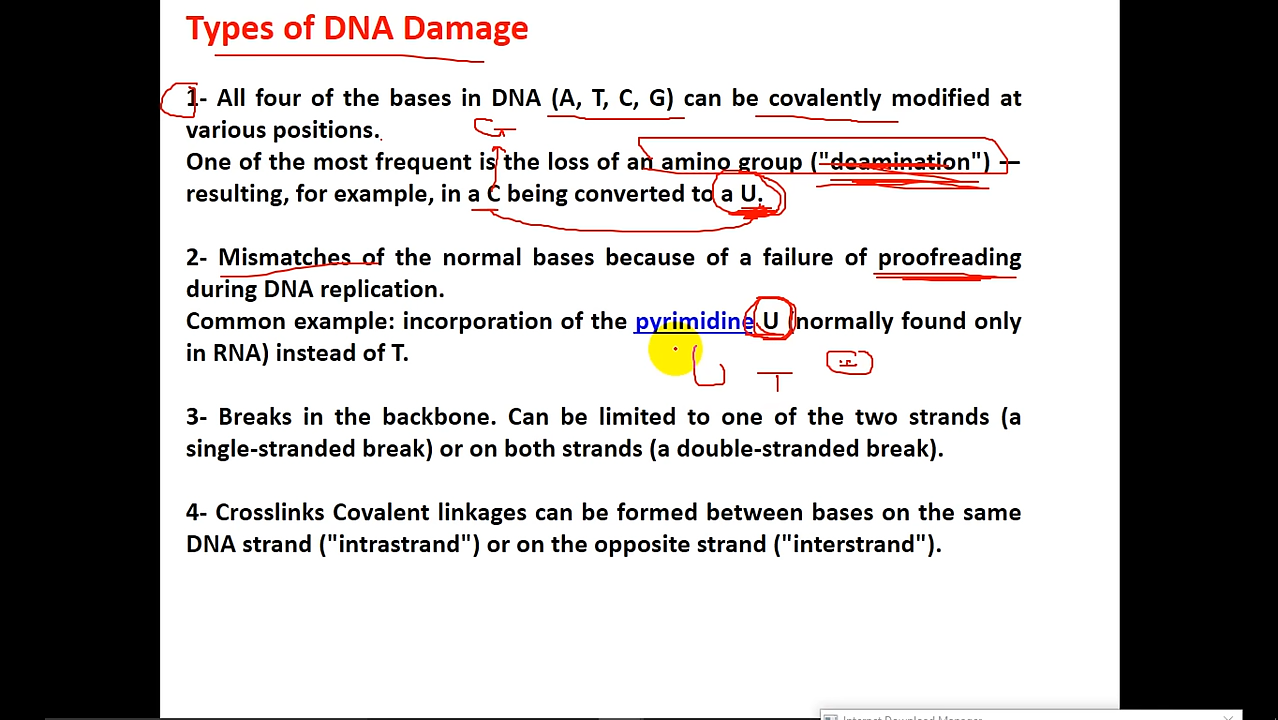 Types of DNA Damage
1- All four of the bases in DNA (A, T, C, G) can be covalently modified at
various positions.
One of the most frequent is the loss of an amino group ("deamination") —
resulting, for example, in a C being converted to a U.
2- Mismatches of the normal bases because of a failure of proofreading
during DNA replication.
Common example: incorporation of the pyrimidine U (normally found only
in RNA) instead of T.
T
3- Breaks in the backbone. Can be limited to one of the two strands (a
single-stranded break) or on both strands (a double-stranded break).
4- Crosslinks Covalent linkages can be formed between bases on the same
DNA strand ("intrastrand") or on the opposite strand ("interstrand").
Internet Download Manager